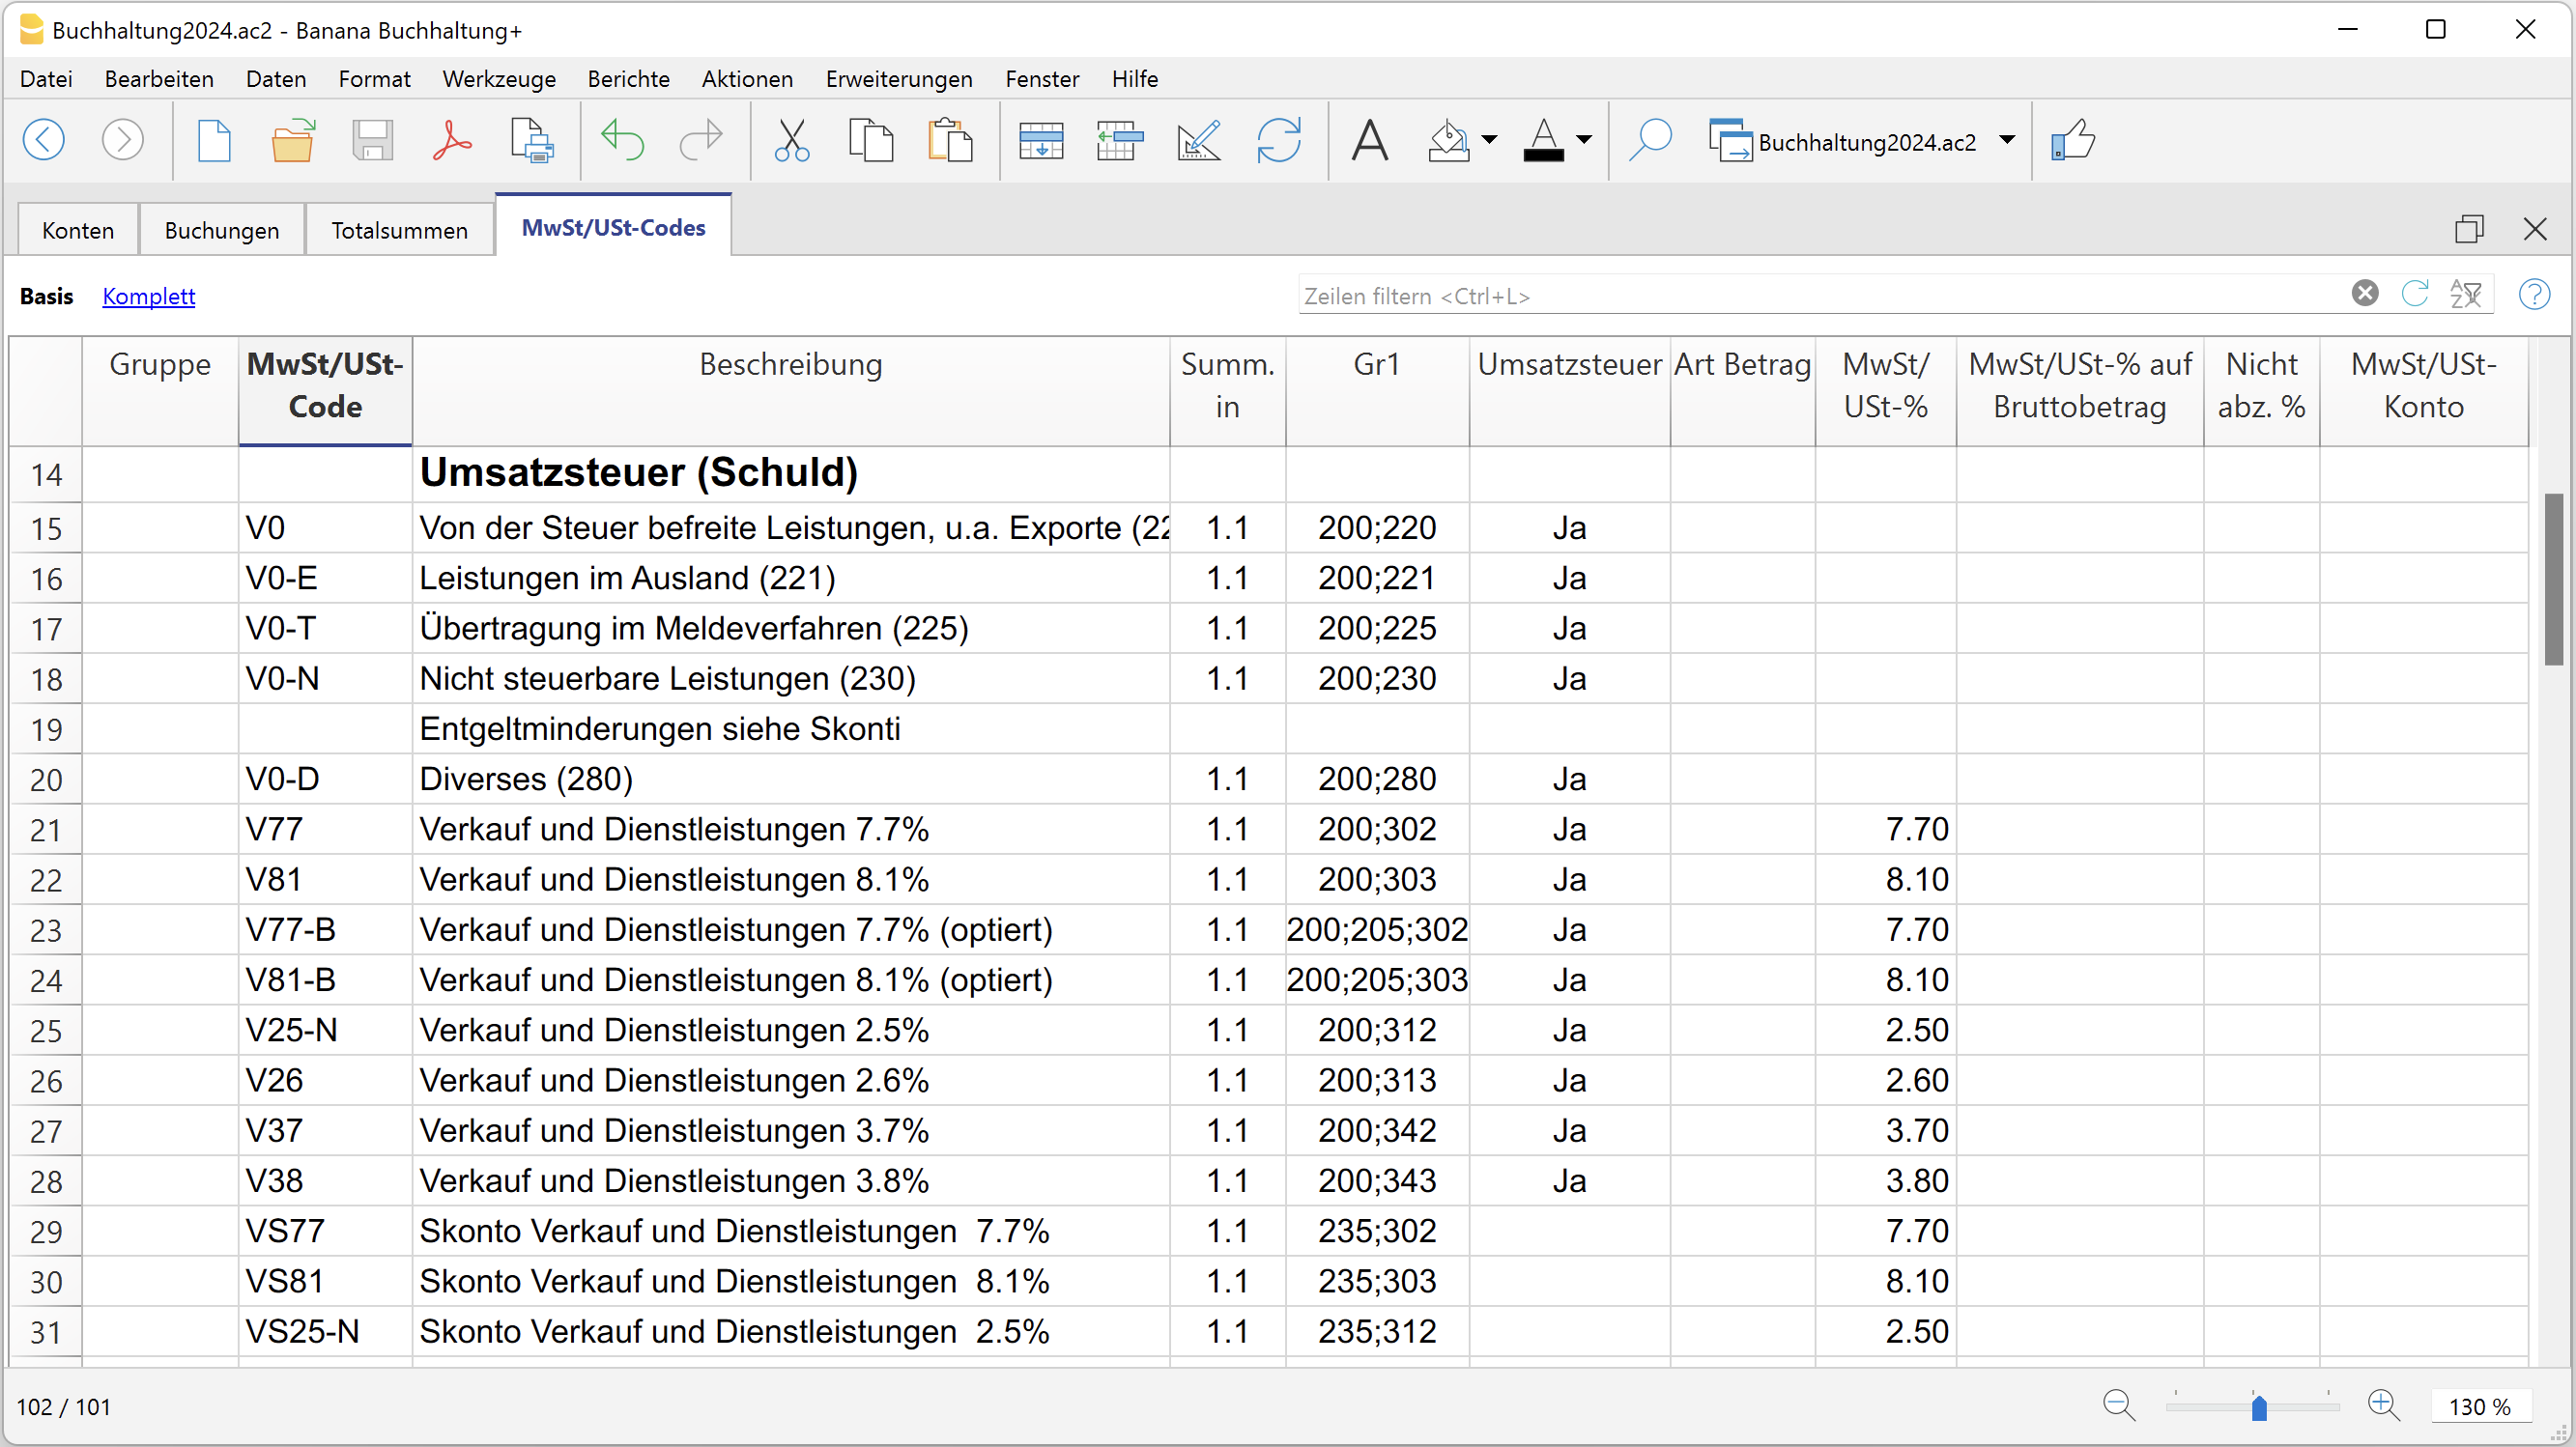 Buchhaltung2024.ac2 - Banana Buchhaltung+
Datei Bearbeiten Daten Format Werkzeuge Berichte Aktionen Erweiterungen Fenster Hilfe
Buchhaltung2024.ac2
Konten Buchungen Totalsummen MwSt/USt-Codes
Basis Komplett Zeilen filtern <Ctrl+L>
Gruppe MwSt/USt- Beschreibung Summ. Gr1 Umsatzsteuer Art Betrag MwSt/ MwSt/USt-% auf Nicht MwSt/USt-
Code in USt-% Bruttobetrag abz. % Konto
14 Umsatzsteuer (Schuld)
15 V0 Von der Steuer befreite Leistungen, u.a. Exporte (22 1.1 200;220 Ja
16 V0-E Leistungen im Ausland (221) 1.1 200;221 Ja
17 V0-T Übertragung im Meldeverfahren (225) 1.1 200;225 Ja
18 V0-N Nicht steuerbare Leistungen (230) 1.1 200;230 Ja
19 Entgeltminderungen siehe Skonti
20 V0-D Diverses (280) 1.1 200;280 Ja
21 V77 Verkauf und Dienstleistungen 7.7% 1.1 200;302 Ja 7.70
22 V81 Verkauf und Dienstleistungen 8.1% 1.1 200;303 Ja 8.10
23 V77-B Verkauf und Dienstleistungen 7.7% (optiert) 1.1 200;205;302 Ja 7.70
24 V81-B Verkauf und Dienstleistungen 8.1% (optiert) 1.1 200;205;303 Ja 8.10
25 V25-N Verkauf und Dienstleistungen 2.5% 1.1 200;312 Ja 2.50
26 V26 Verkauf und Dienstleistungen 2.6% 1.1 200;313 Ja 2.60
27 V37 Verkauf und Dienstleistungen 3.7% 1.1 200;342 Ja 3.70
28 V38 Verkauf und Dienstleistungen 3.8% 1.1 200;343 Ja 3.80
29 VS77 Skonto Verkauf und Dienstleistungen 7.7% 1.1 235;302 7.70
30 VS81 Skonto Verkauf und Dienstleistungen 8.1% 1.1 235;303 8.10
31 VS25-N Skonto Verkauf und Dienstleistungen 2.5% 1.1 235;312 2.50
102 / 101 130 %